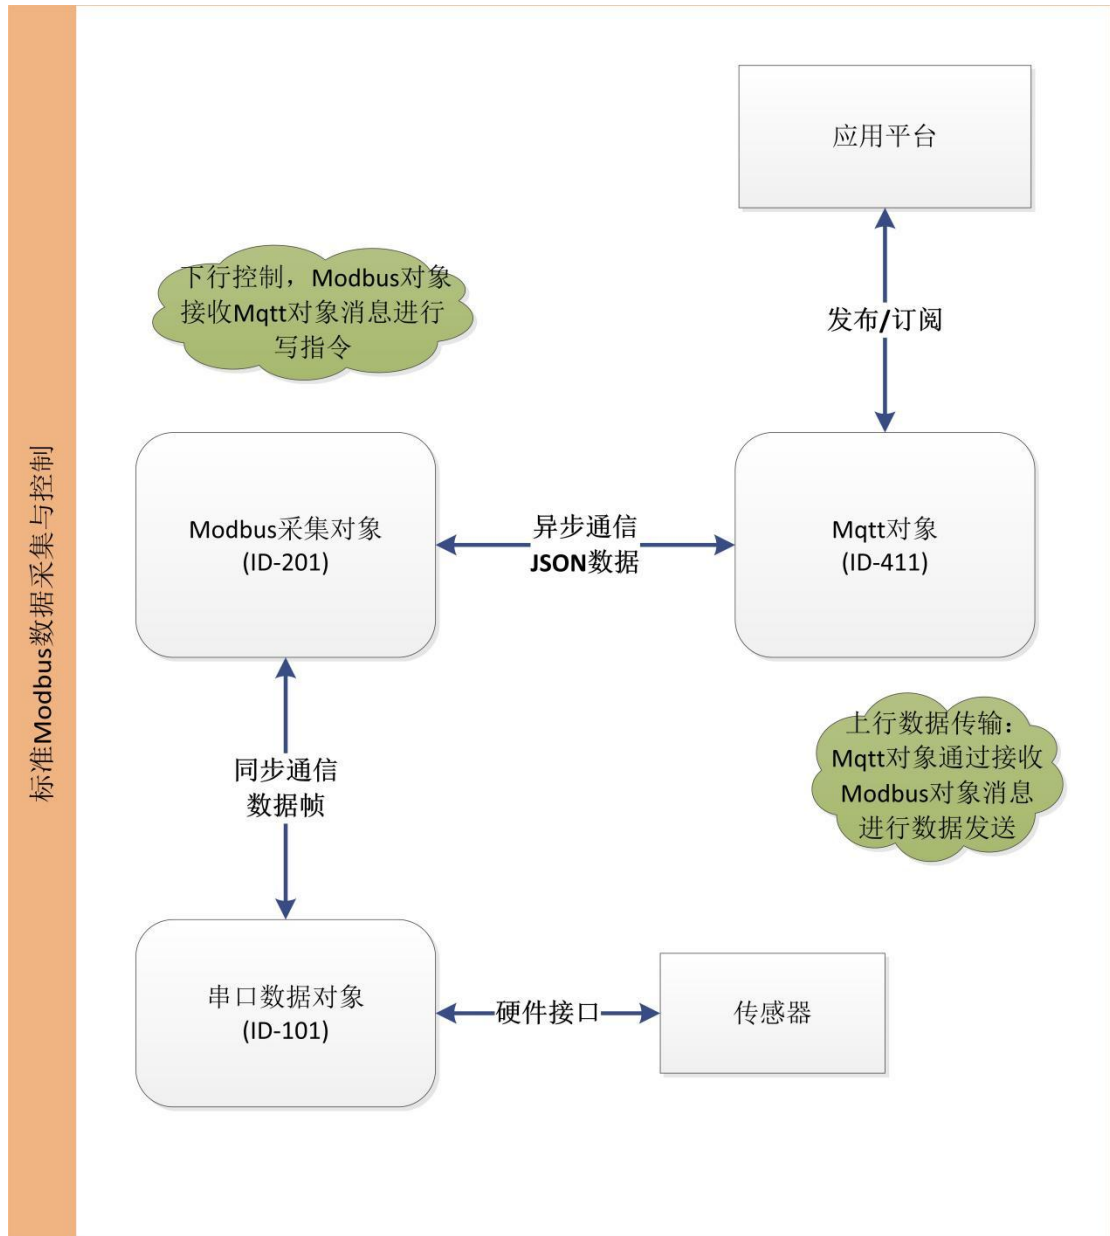 标准Modbus数据采集与控制
应用平台
发布/订阅
下行控制，Modbus对象
接收Mqtt对象消息进行
写指令
Modbus采集对象
(ID-201)
异步通信
JSON数据
Mqtt对象
(ID-411)
上行数据传输：
Mqtt对象通过接收
Modbus对象消息
进行数据发送
同步通信
数据帧
串口数据对象
(ID-101)
硬件接口
传感器